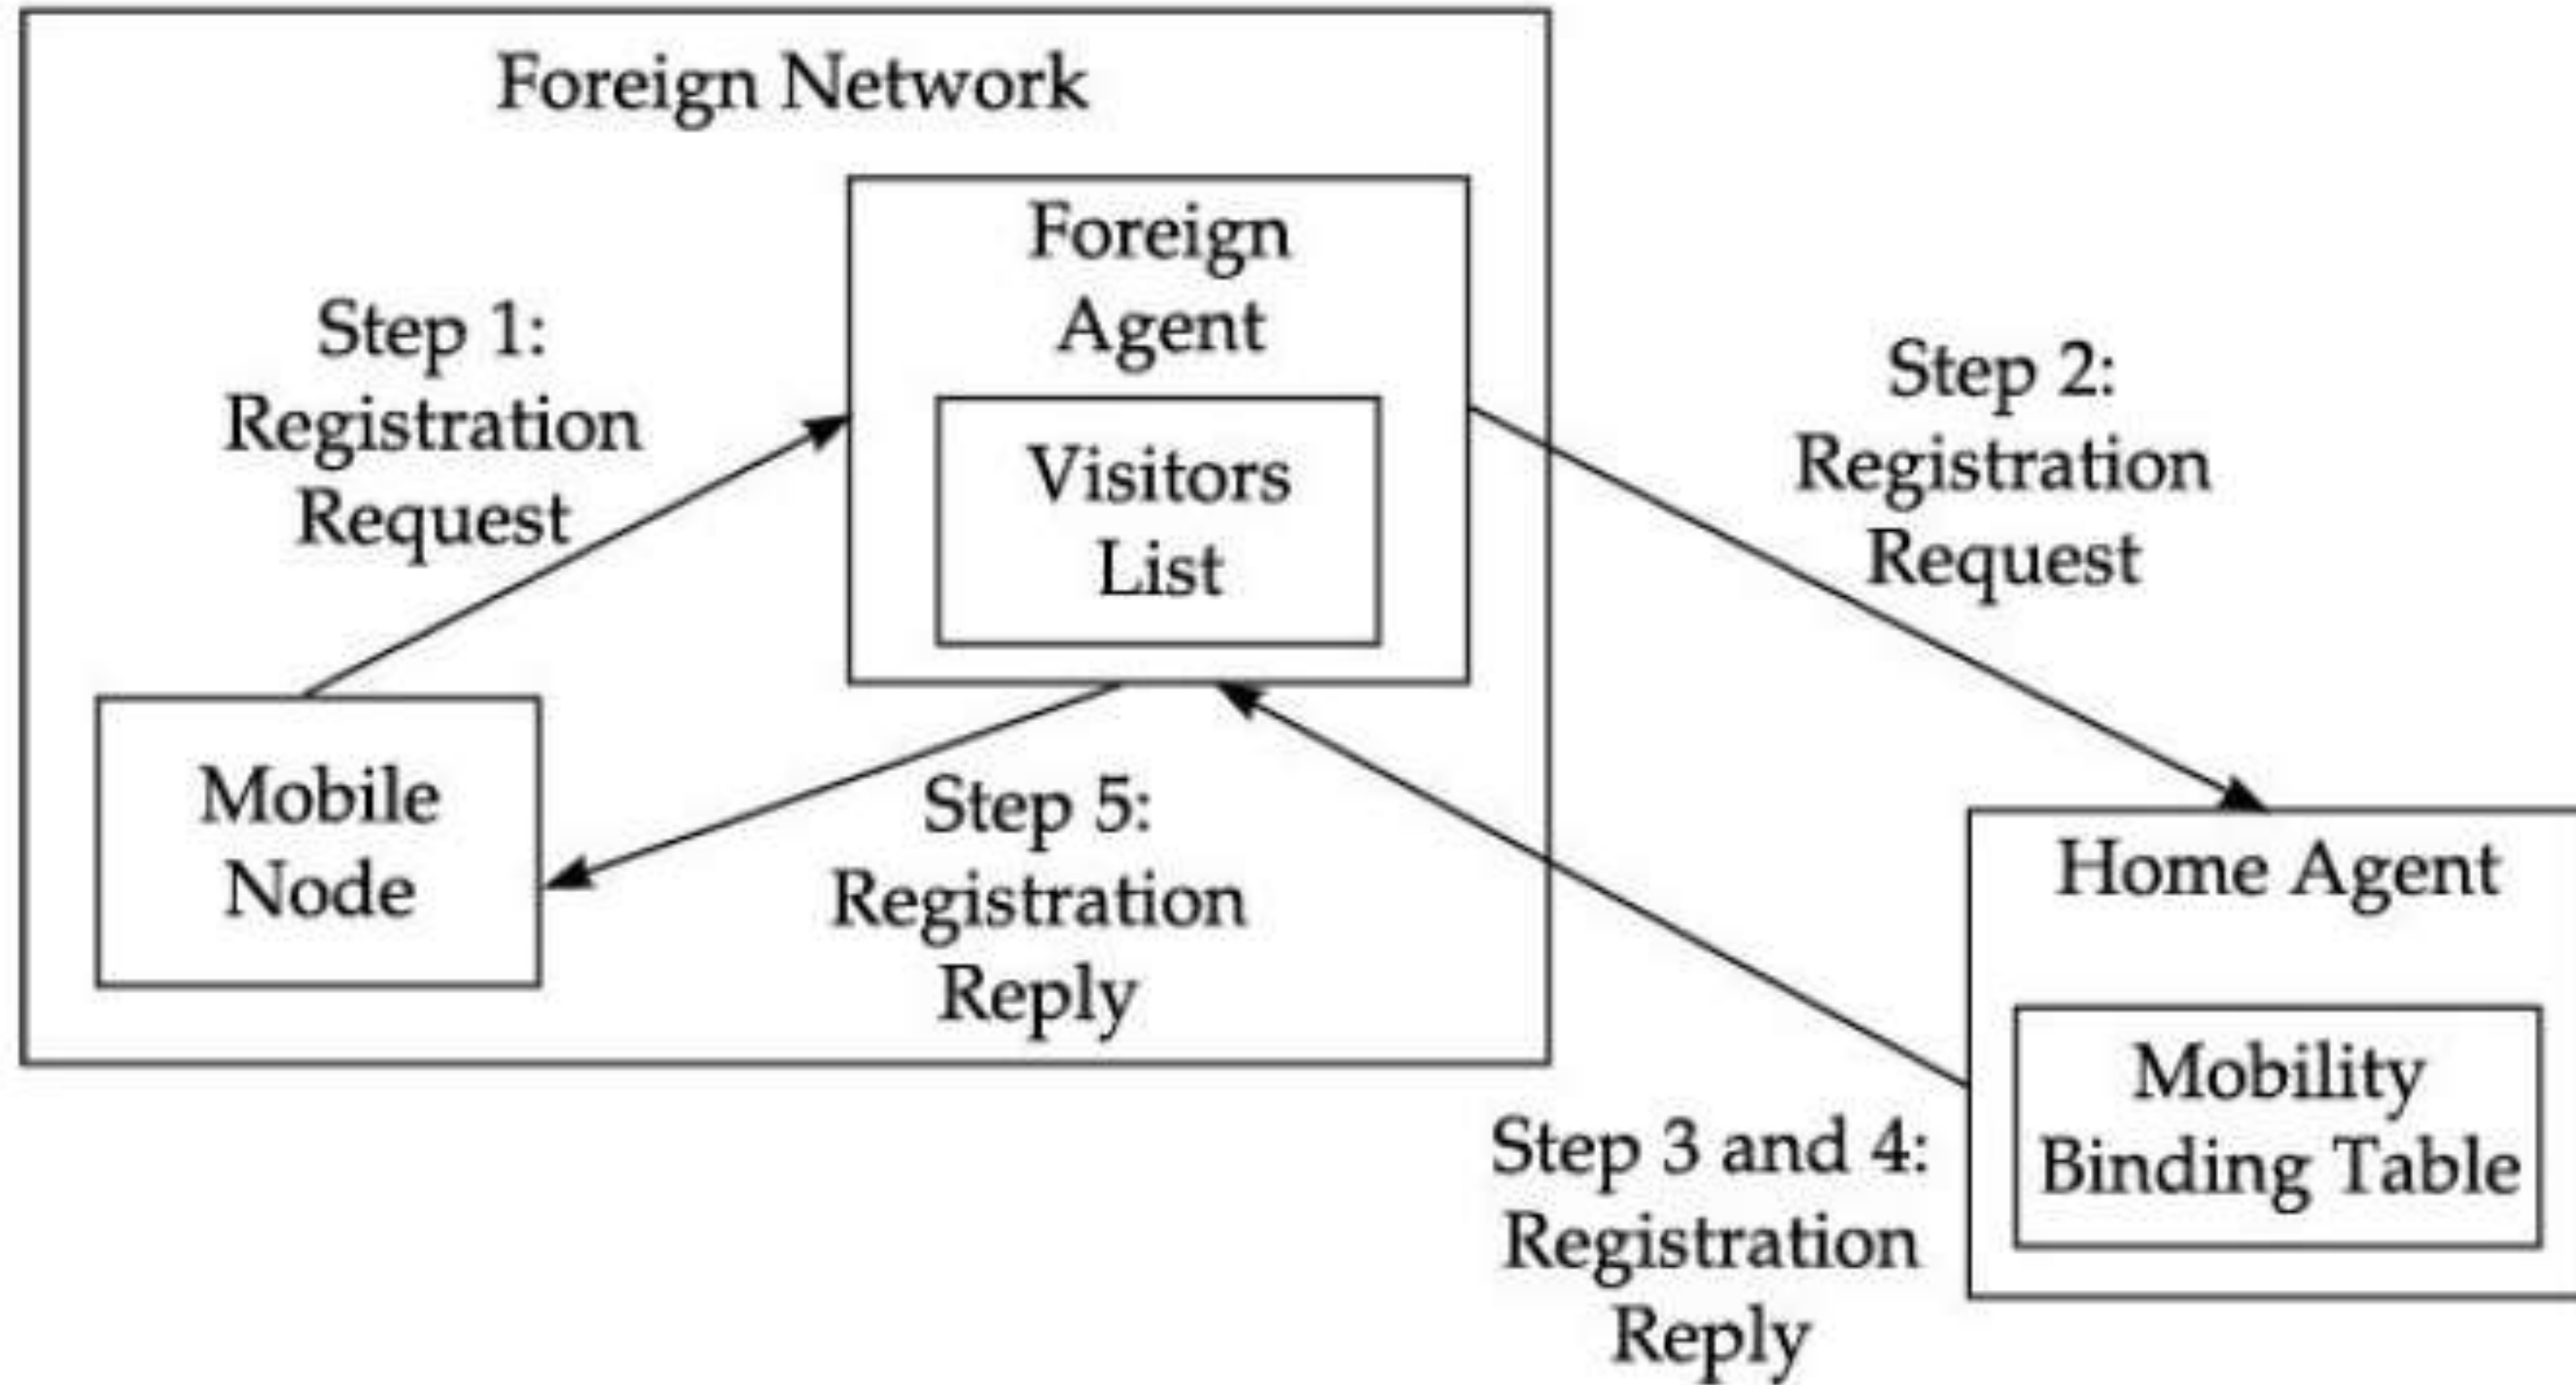 Foreign Network
Foreign
Agent
Visitors
List
Step 1:
Registration
Request
Step 2:
Registration
Request
Mobile
Node
Step 5:
Registration
Reply
Home Agent
Mobility
Binding Table
Step 3 and 4:
Registration
Reply